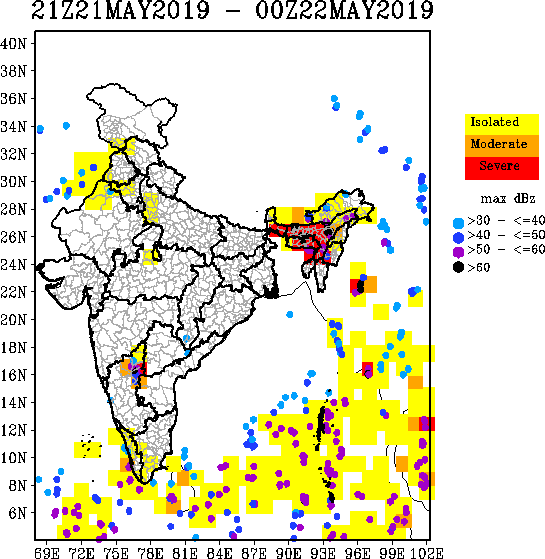 21Z21MAY2019 - 00Z22MAY2019
40N
38N
36N
34N
32N
30N
28N
26N
24N
22N
20N
18N
16N
14N
12N
10N
8N
6N
69E 72E 75E 78E 81E 84E 87E 90E 93E 96E 99E 102E
Isolated
Moderate
Severe
max dBz
>30 - <=40
>40 - <=50
>50 - <=60
>60